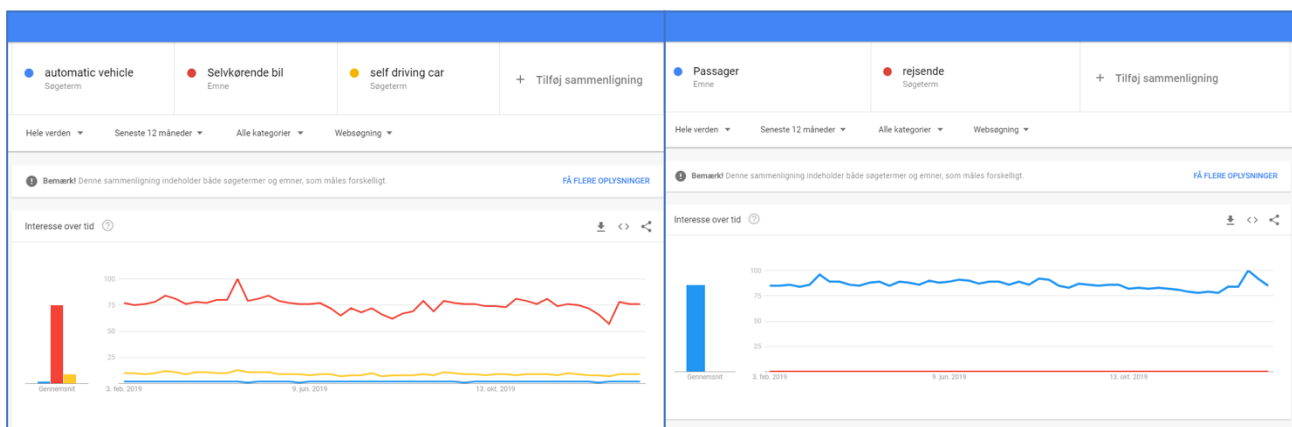 automatic vehicle
Søgeterm
Selvkørende bil
Emne
self driving car
Søgeterm
+ Tilføj sammenligning
Hele verden
Seneste 12 måneder
Alle kategorier
Websøgning
Bemærk! Denne sammenligning indeholder både søgetermer og emner, som måles forskelligt.
FÅ FLERE OPLYSNINGER
Interesse over tid
100
75
50
25
Gennemsnit
3. feb. 2019
9. jun. 2019
13. okt. 2019
Passager
Emne
rejsende
Søgeterm
+ Tilføj sammenligning
Hele verden
Seneste 12 måneder
Alle kategorier
Websøgning
Bemærk! Denne sammenligning indeholder både søgetermer og emner, som måles forskelligt.
FÅ FLERE OPLYSNINGER
Interesse over tid
100
75
50
25
Gennemsnit
3. feb. 2019
9. jun. 2019
13. okt. 2019